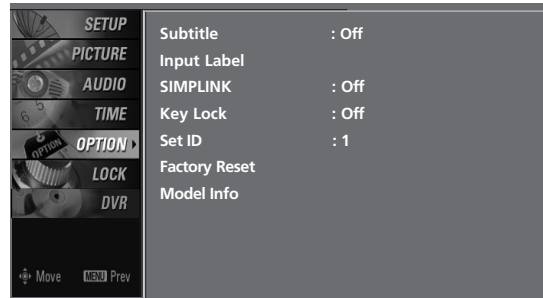 SETUP
PICTURE
AUDIO
TIME
OPTION
LOCK
DVR
Move MENU Prev
Subtitle : Off
Input Label
SIMPLINK : Off
Key Lock : Off
Set ID : 1
Factory Reset
Model Info